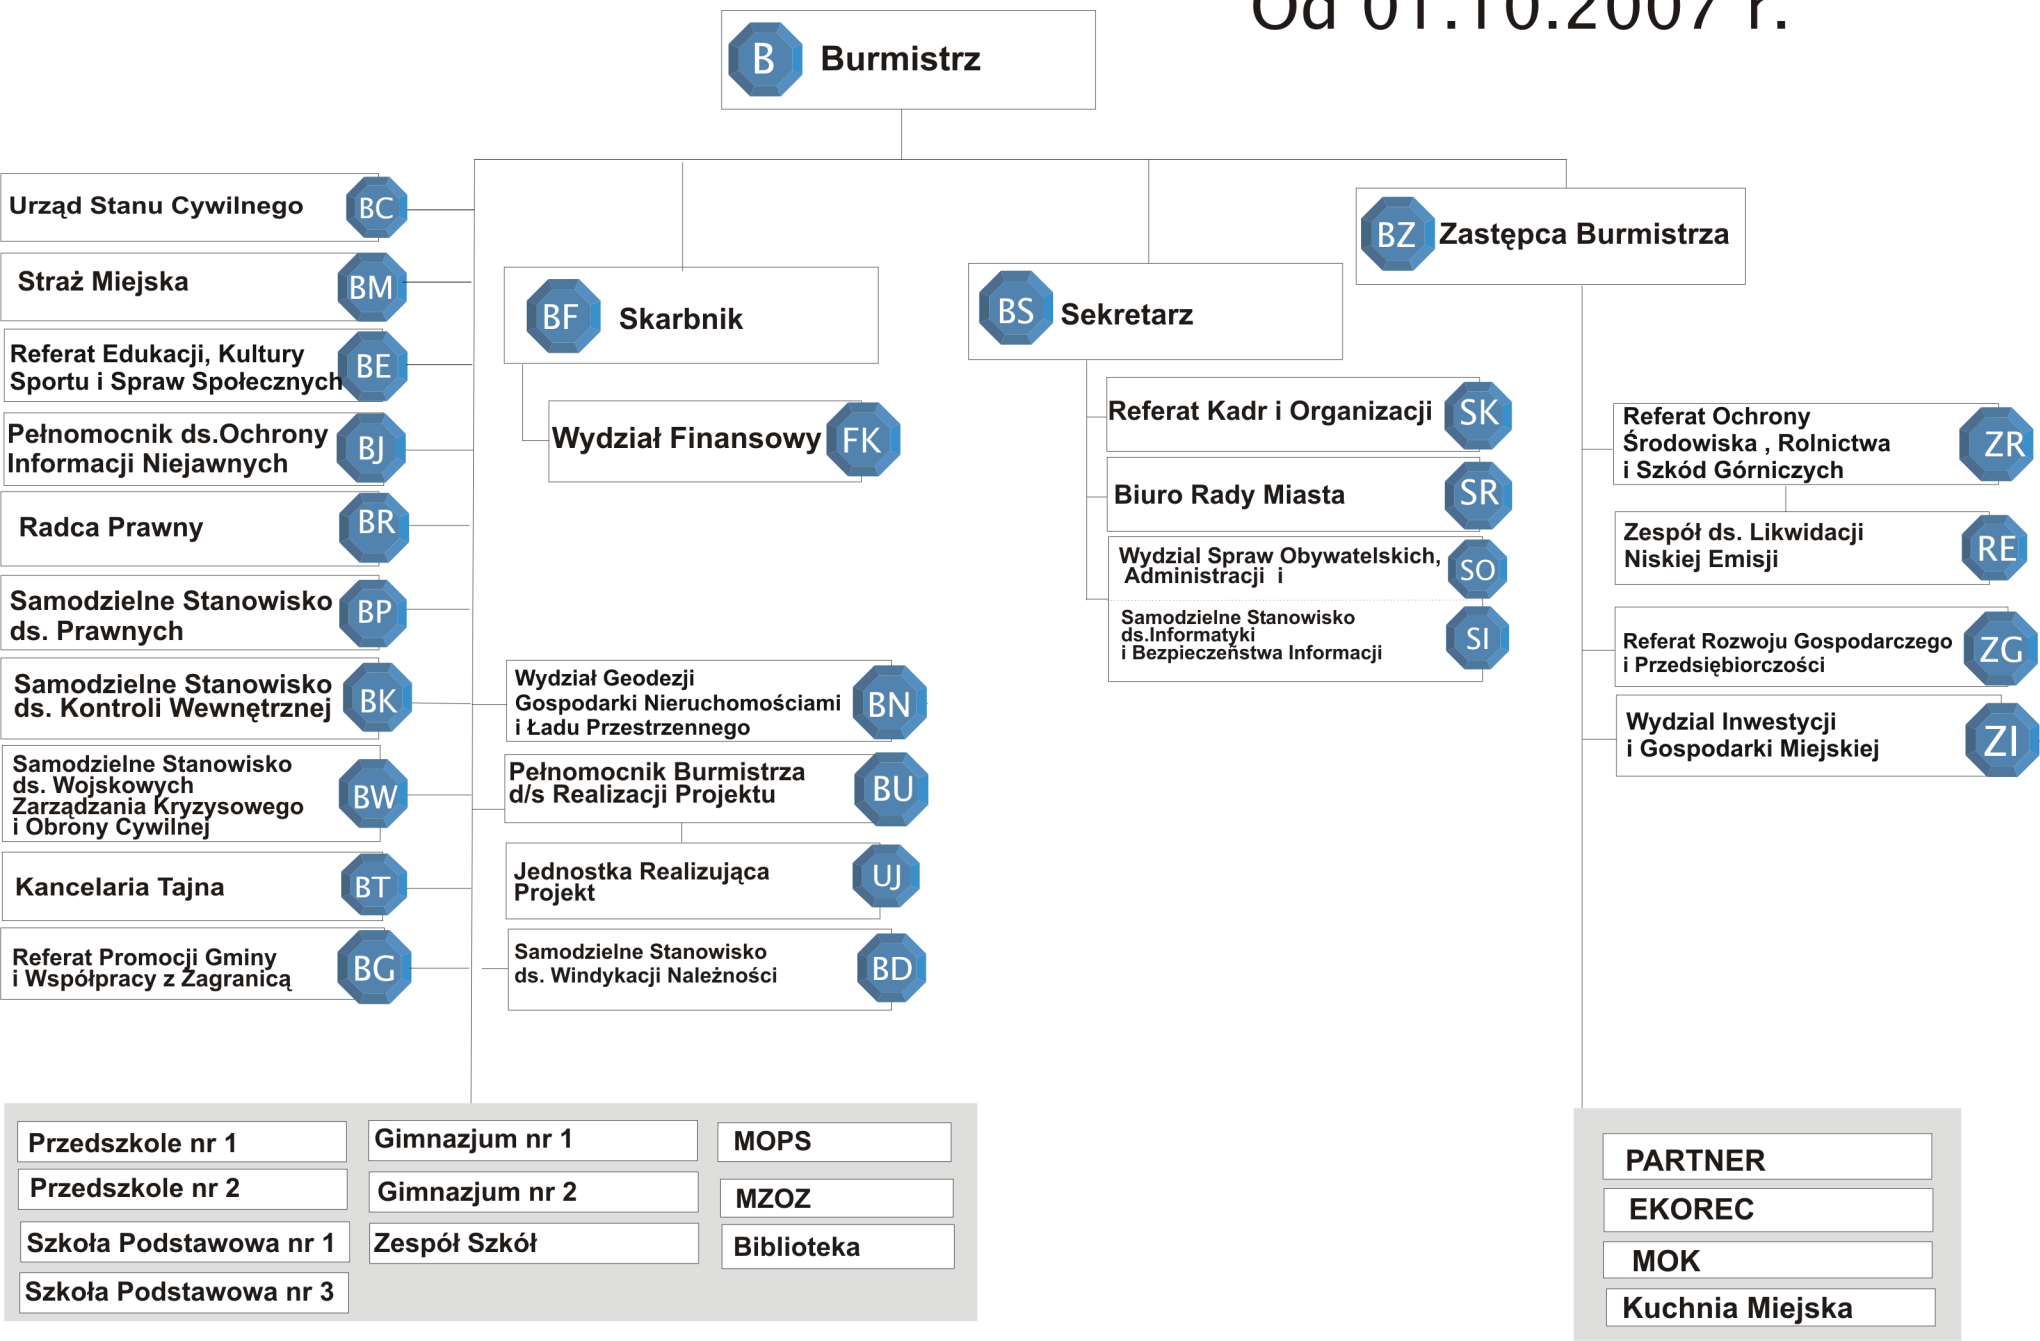 Od 01.10.2007 r.
B
Burmistrz
Urząd Stanu Cywilnego
BC
Straż Miejska
BM
Referat Edukacji, Kultury
Sportu i Spraw Społecznych
BE
Pełnomocnik ds.Ochrony
Informacji Niejawnych
BJ
Radca Prawny
BR
Samodzielne Stanowisko
ds. Prawnych
BP
Samodzielne Stanowisko
ds. Kontroli Wewnętrznej
BK
Samodzielne Stanowisko
ds. Wojskowych
Zarządzania Kryzysowego
i Obrony Cywilnej
BW
Kancelaria Tajna
BT
Referat Promocji Gminy
i Współpracy z Zagranicą
BG
BF
Skarbnik
Wydział Finansowy
FK
Wydział Geodezji
Gospodarki Nieruchomościami
i Ładu Przestrzennego
BN
Pełnomocnik Burmistrza
d/s Realizacji Projektu
BU
Jednostka Realizująca
Projekt
UJ
Samodzielne Stanowisko
ds. Windykacji Należności
BD
BS
Sekretarz
Referat Kadr i Organizacji
SK
Biuro Rady Miasta
SR
Wydzial Spraw Obywatelskich,
Administracji i
SO
Samodzielne Stanowisko
ds.Informatyki
i Bezpieczeństwa Informacji
SI
BZ
Zastępca Burmistrza
Referat Ochrony
Środowiska , Rolnictwa
i Szkód Górniczych
ZR
Zespół ds. Likwidacji
Niskiej Emisji
RE
Referat Rozwoju Gospodarczego
i Przedsiębiorczości
ZG
Wydzial Inwestycji
i Gospodarki Miejskiej
ZI
Przedszkole nr 1
Przedszkole nr 2
Szkoła Podstawowa nr 1
Szkoła Podstawowa nr 3
Gimnazjum nr 1
Gimnazjum nr 2
Zespół Szkół
MOPS
MZOZ
Biblioteka
PARTNER
EKOREC
MOK
Kuchnia Miejska